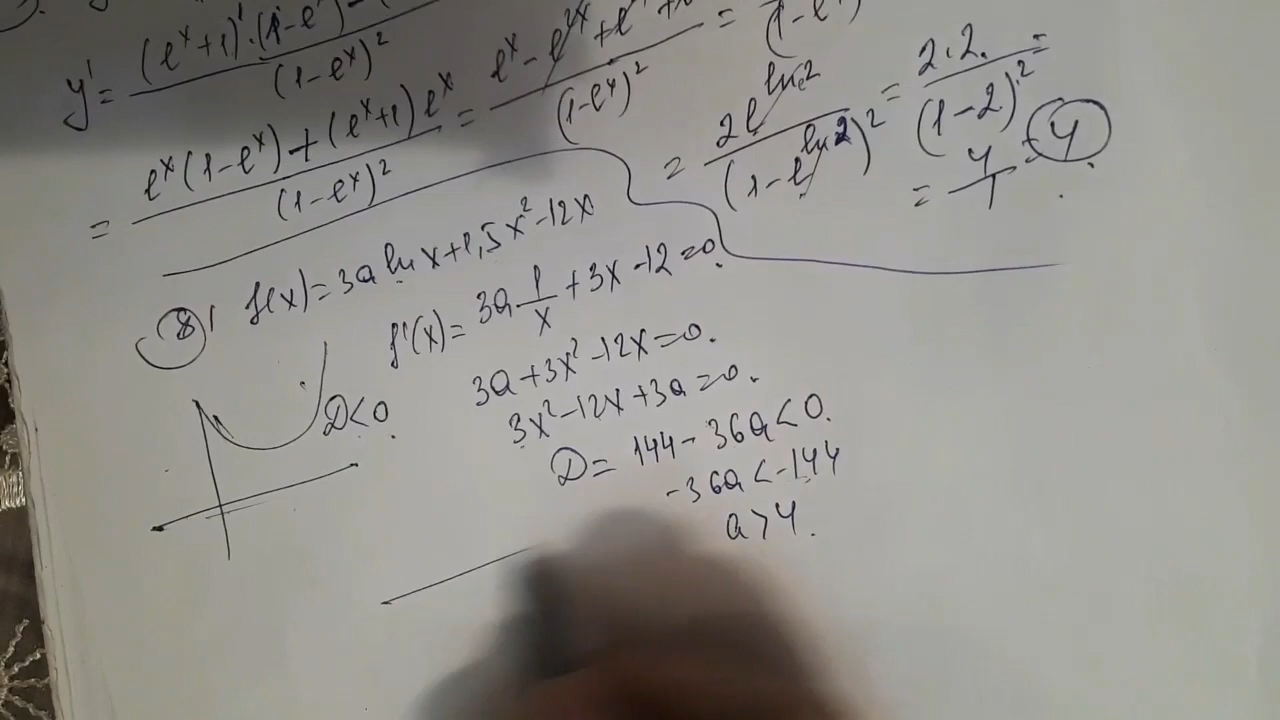 y' = (e^x+1)'·(1-e^x)- / (1-e^x)^2
= e^x(1-e^x)+(e^x+1)e^x / (1-e^x)^2 = e^x-e^2x+e / (1-e^x)^2 = / (1-e
= 2e^ln2 / (1-e^ln2)^2 = 2·2. / (1-2)^2 =
= 4/1 = 4.
8) f(x)=3a ln x+1,5x^2-12x
f'(x)=3a·1/x+3x-12=0.
3a+3x^2-12x=0.
3x^2-12x+3a=0.
D<0.
D=144-36a<0.
-36a<-144
a>4.